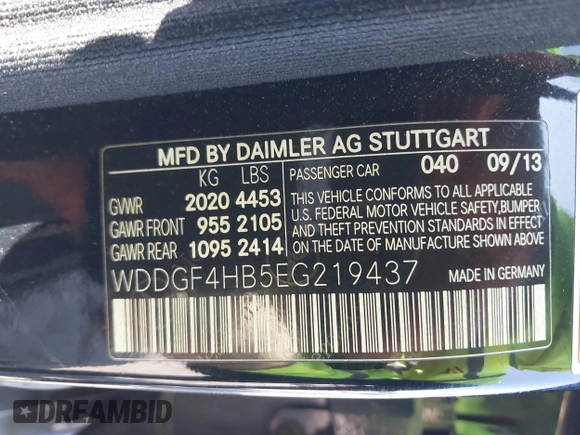 MFD BY DAIMLER AG STUTTGART
KG LBS PASSENGER CAR 040 09/13
GVWR 2020 4453 THIS VEHICLE CONFORMS TO ALL APPLICABLE
U.S. FEDERAL MOTOR VEHICLE SAFETY, BUMPER
GAWR FRONT 955 2105 AND THEFT PREVENTION STANDARDS IN EFFECT
GAWR REAR 1095 2414 ON THE DATE OF MANUFACTURE SHOWN ABOVE
WDDGF4HB5EG219437 MADE IN GERMANY
DREAMBID